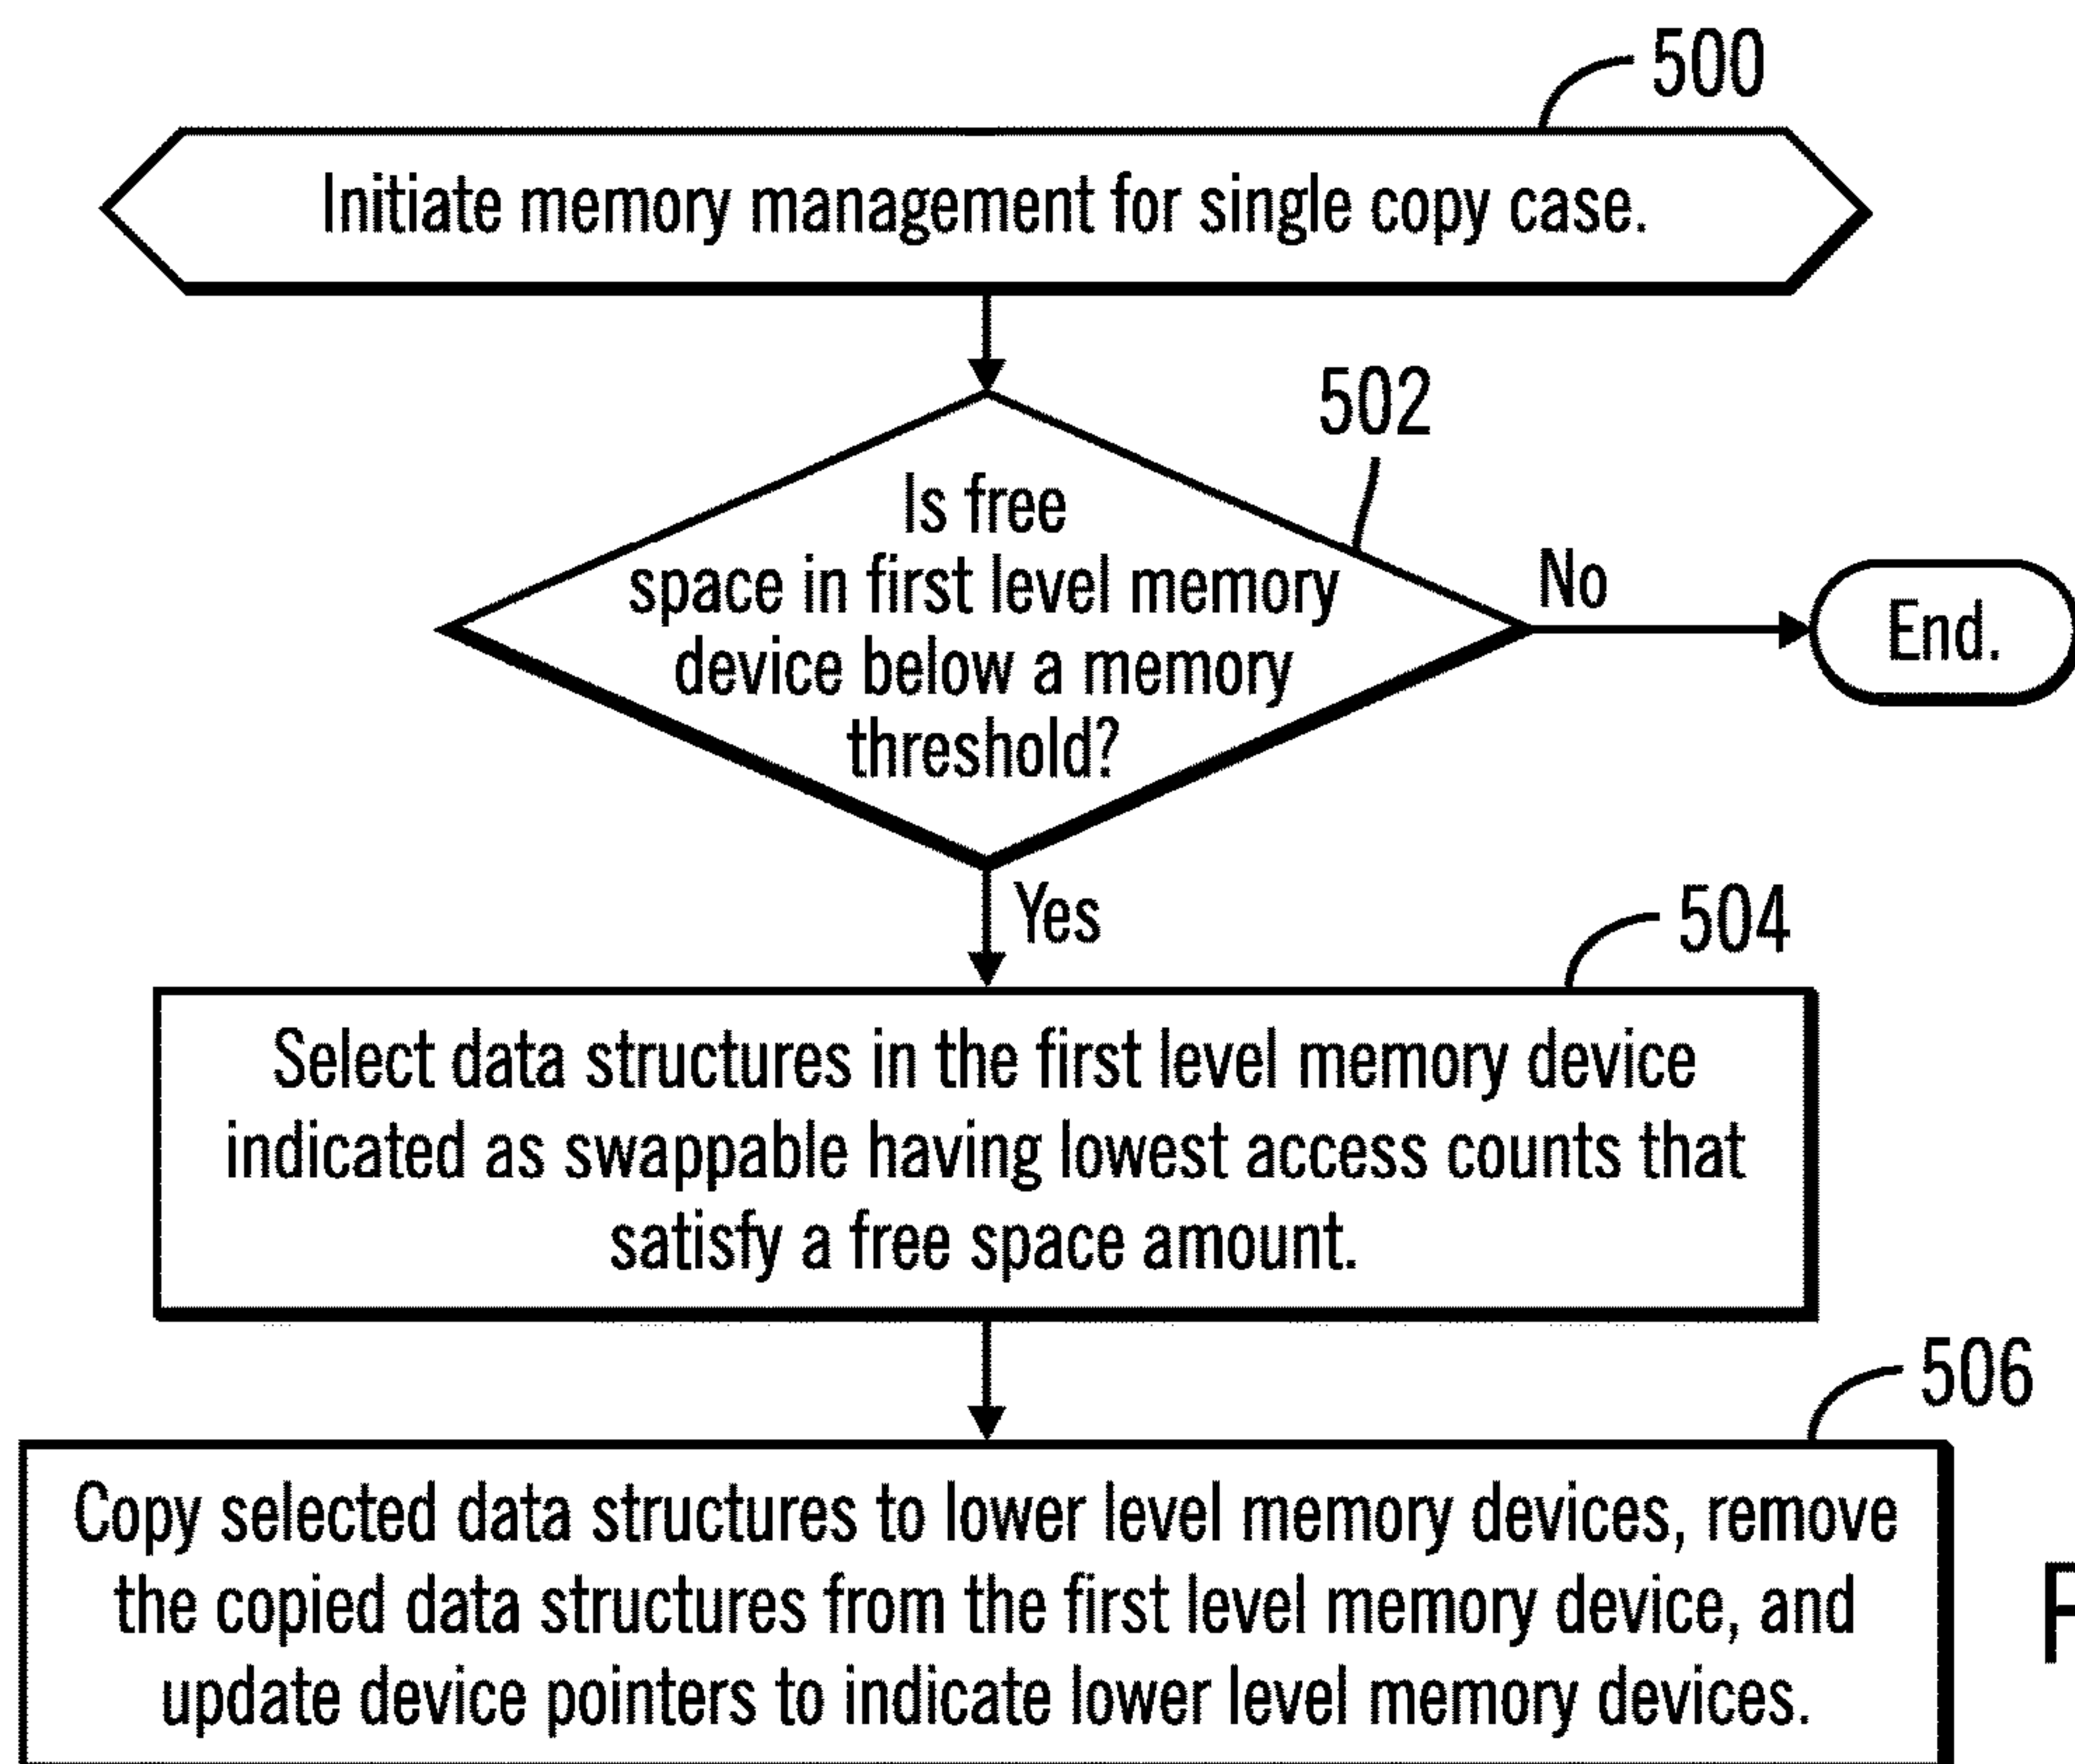 500
Initiate memory management for single copy case.
502
Is free
space in first level memory
device below a memory
threshold?
No
End.
Yes
504
Select data structures in the first level memory device
indicated as swappable having lowest access counts that
satisfy a free space amount.
506
Copy selected data structures to lower level memory devices, remove
the copied data structures from the first level memory device, and
update device pointers to indicate lower level memory devices.